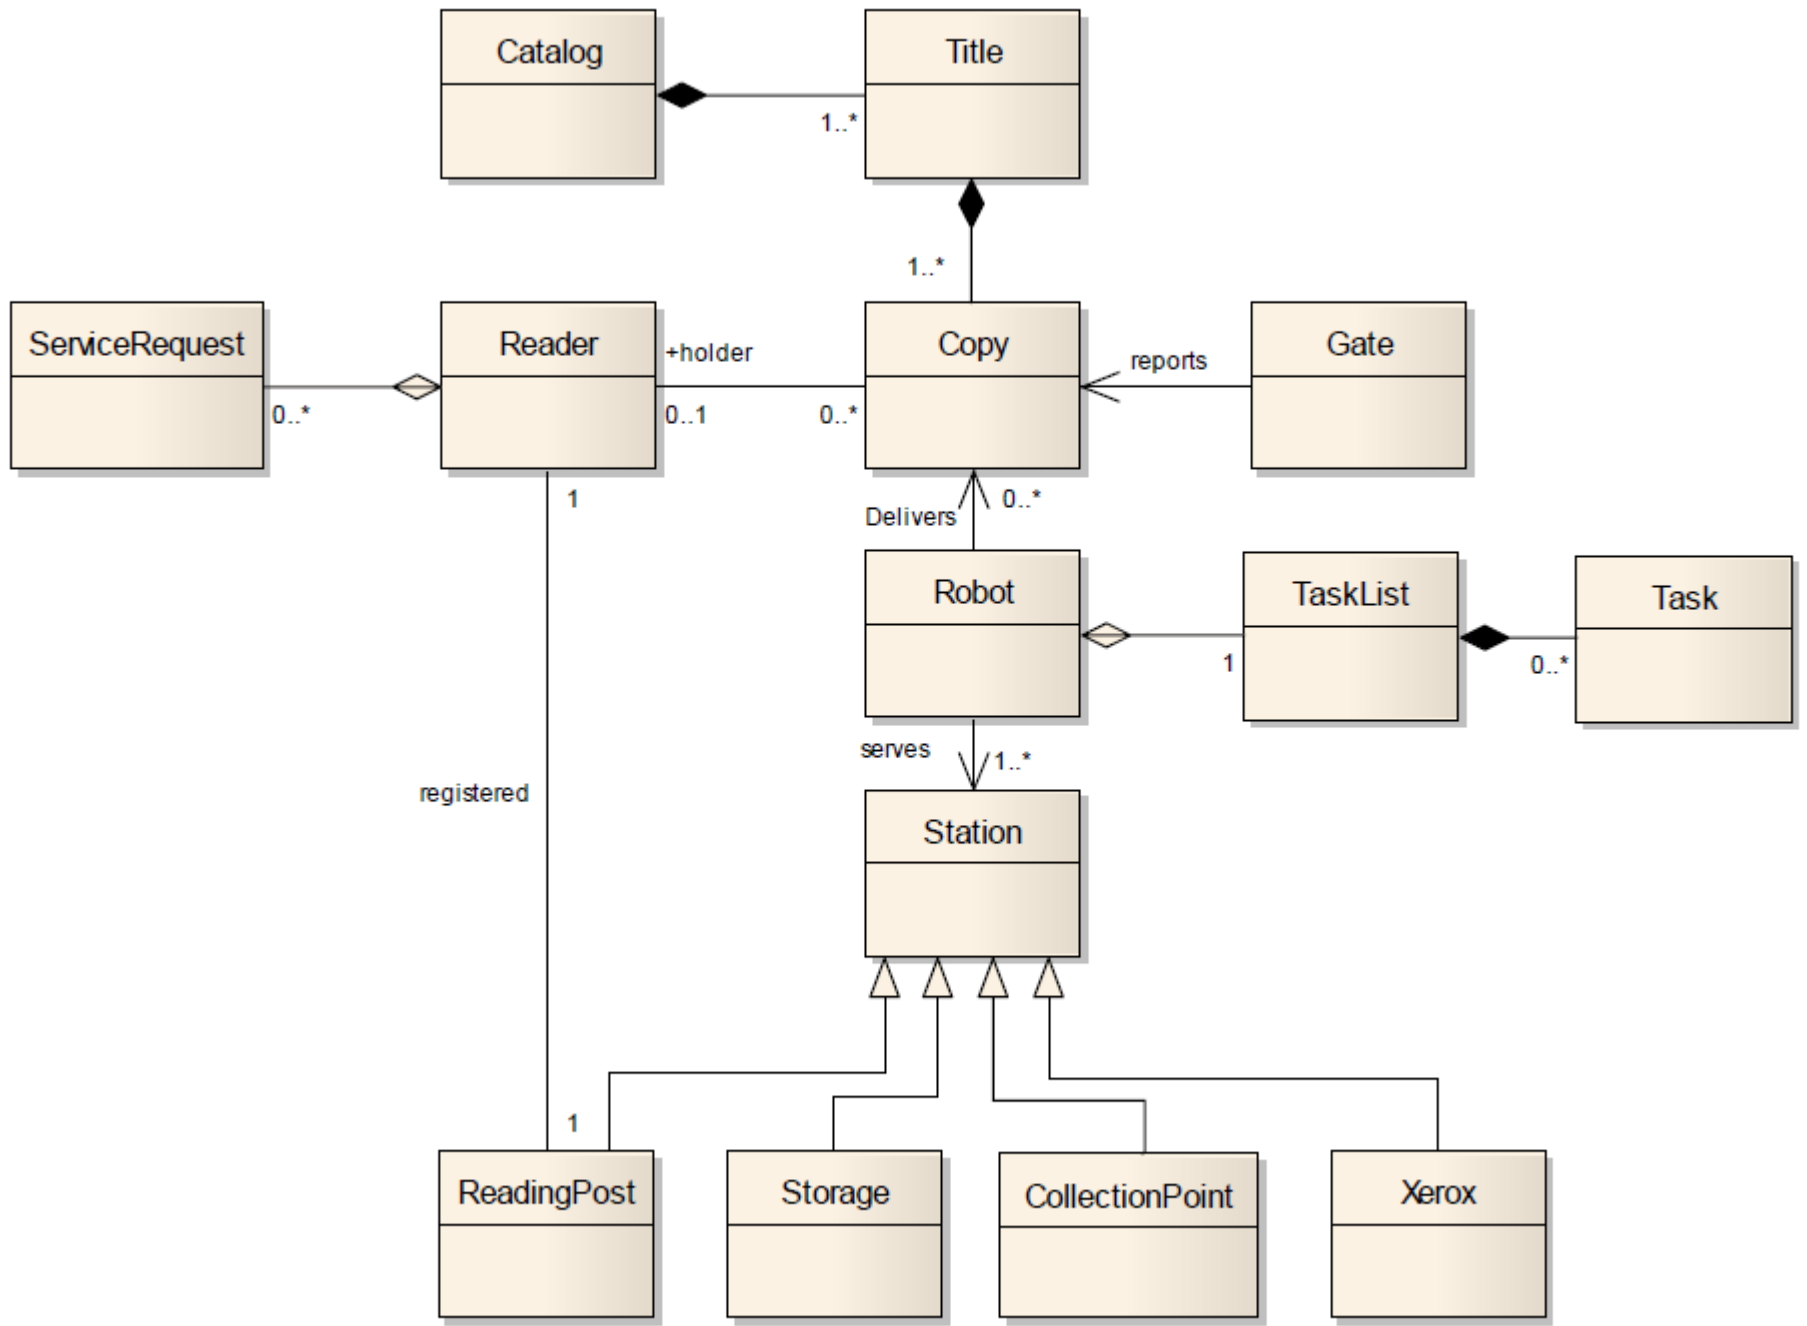 Catalog
Title
1..*
1..*
ServiceRequest
Reader
+holder
Copy
reports
Gate
0..*
0..1
0..*
1
0..*
Delivers
Robot
TaskList
Task
1
0..*
serves
1..*
registered
Station
1
ReadingPost
Storage
CollectionPoint
Xerox